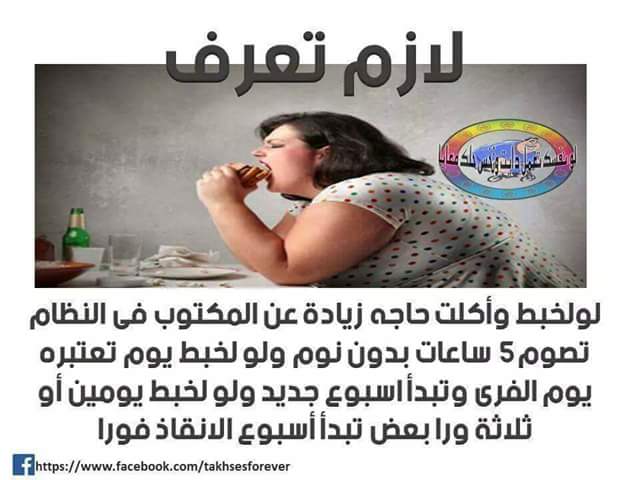 لازم تعرف
لولخبط وأكلت حاجه زيادة عن المكتوب فى النظام
تصوم5 ساعات بدون نوم ولو لخبط يوم تعتبره
يوم الفرى وتبدأ اسبوع جديد ولو لخبط يومين أو
ثلاثة ورا بعض تبدأ أسبوع الانقاذ فورا
https://www.facebook.com/takhsesforever